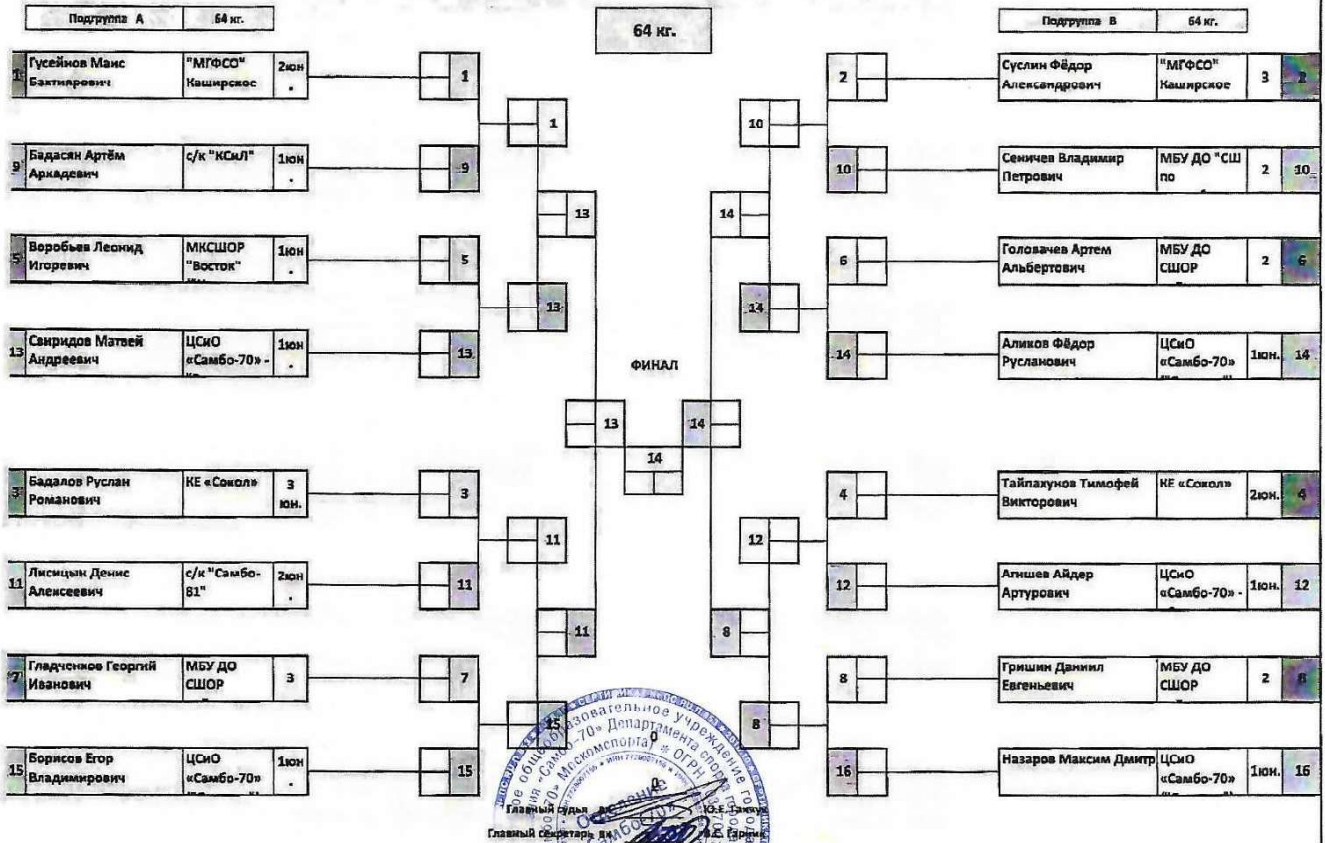 Подгруппа А 64 кг.
64 кг.
Подгруппа В 64 кг.
1 Гусейнов Маис "МГФСО" 2юн 1
Бахтиярович Каширское .
2 Суслин Фёдор "МГФСО" 3 2
Александрович Каширское
1
10
9 Бадасян Артём с/к "КСиЛ" 1юн 9
Аркадевич .
10 Сеничев Владимир МБУ ДО "СШ 2 10
Петрович по
13
14
5 Воробьев Леонид МКСШОР 1юн 5
Игоревич "Восток" .
6 Головачев Артем МБУ ДО 2 6
Альбертович СШОР
13
14
13 Свиридов Матвей ЦСиО 1юн 13
Андреевич «Самбо-70» - .
14 Аликов Фёдор ЦСиО 1юн. 14
Русланович «Самбо-70»
ФИНАЛ
13 14
14
3 Бадалов Руслан КЕ «Сокол» 3 3
Романович юн.
4 Тайпахунов Тимофей КЕ «Сокол» 2юн. 4
Викторович
11
12
11 Лисицын Денис с/к "Самбо- 2юн 11
Алексеевич 81" .
12 Агишев Айдер ЦСиО 1юн. 12
Артурович «Самбо-70» -
11
8
7 Гладченков Георгий МБУ ДО 3 7
Иванович СШОР
8 Гришин Даниил МБУ ДО 2 8
Евгеньевич СШОР
15
8
0
15 Борисов Егор ЦСиО 1юн 15
Владимирович «Самбо-70» .
16 Назаров Максим Дмитр ЦСиО 1юн. 16
«Самбо-70»
0
Главный судья
Главный секретарь